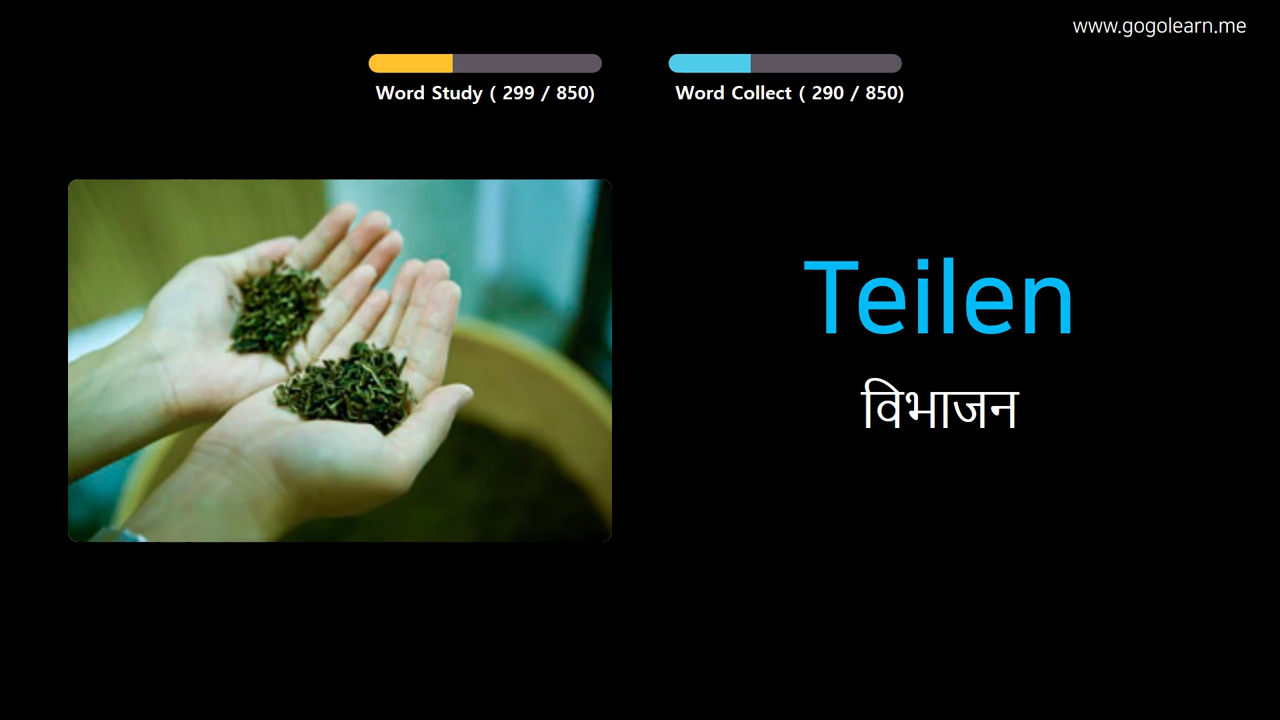 www.gogolearn.me
Word Study ( 299 / 850)
Word Collect ( 290 / 850)
Teilen
विभाजन